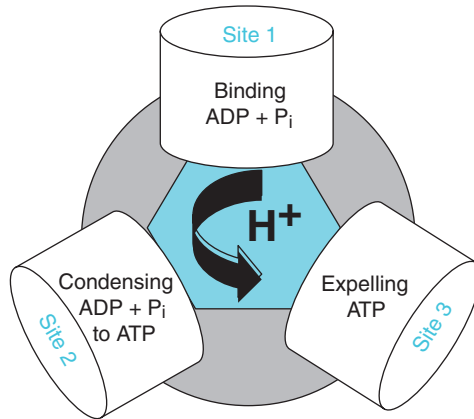 Site 1
Binding
ADP + Pi
H+
Condensing
ADP + Pi
to ATP
Site 2
Expelling
ATP
Site 3